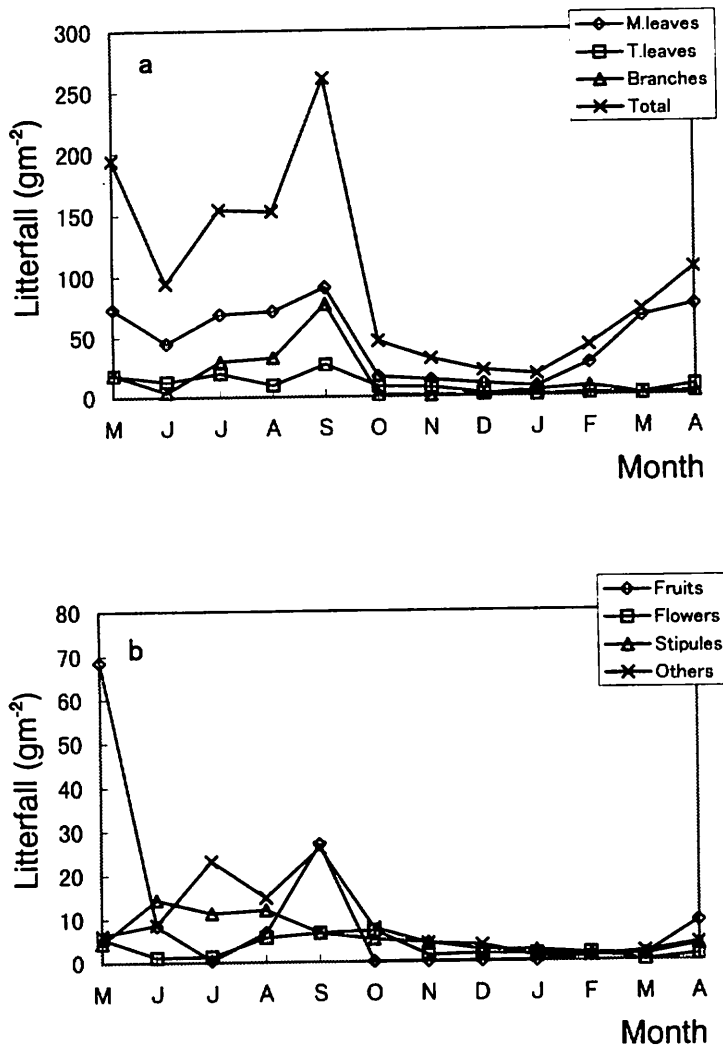 300
250
200
150
100
50
0
Litterfall (gm⁻²)
a
M.leaves
T.leaves
Branches
Total
M J J A S O N D J F M A
Month
80
70
60
50
40
30
20
10
0
Litterfall (gm⁻²)
b
Fruits
Flowers
Stipules
Others
M J J A S O N D J F M A
Month